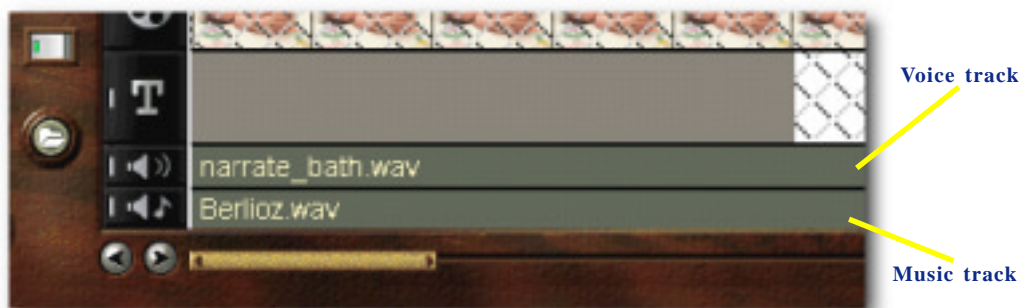 Voice track
T
narrate_bath.wav
Berlioz.wav
Music track